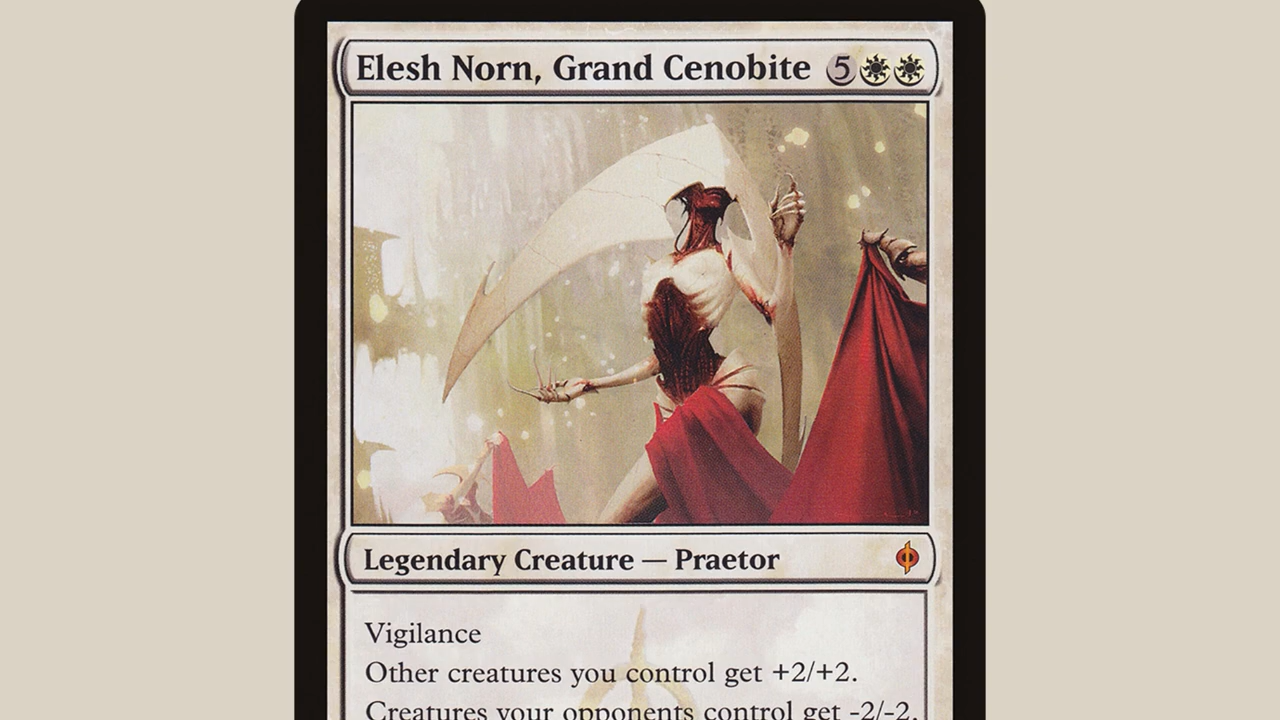 Elesh Norn, Grand Cenobite 5
Legendary Creature — Praetor
Vigilance
Other creatures you control get +2/+2.
Creatures your opponents control get -2/-2.